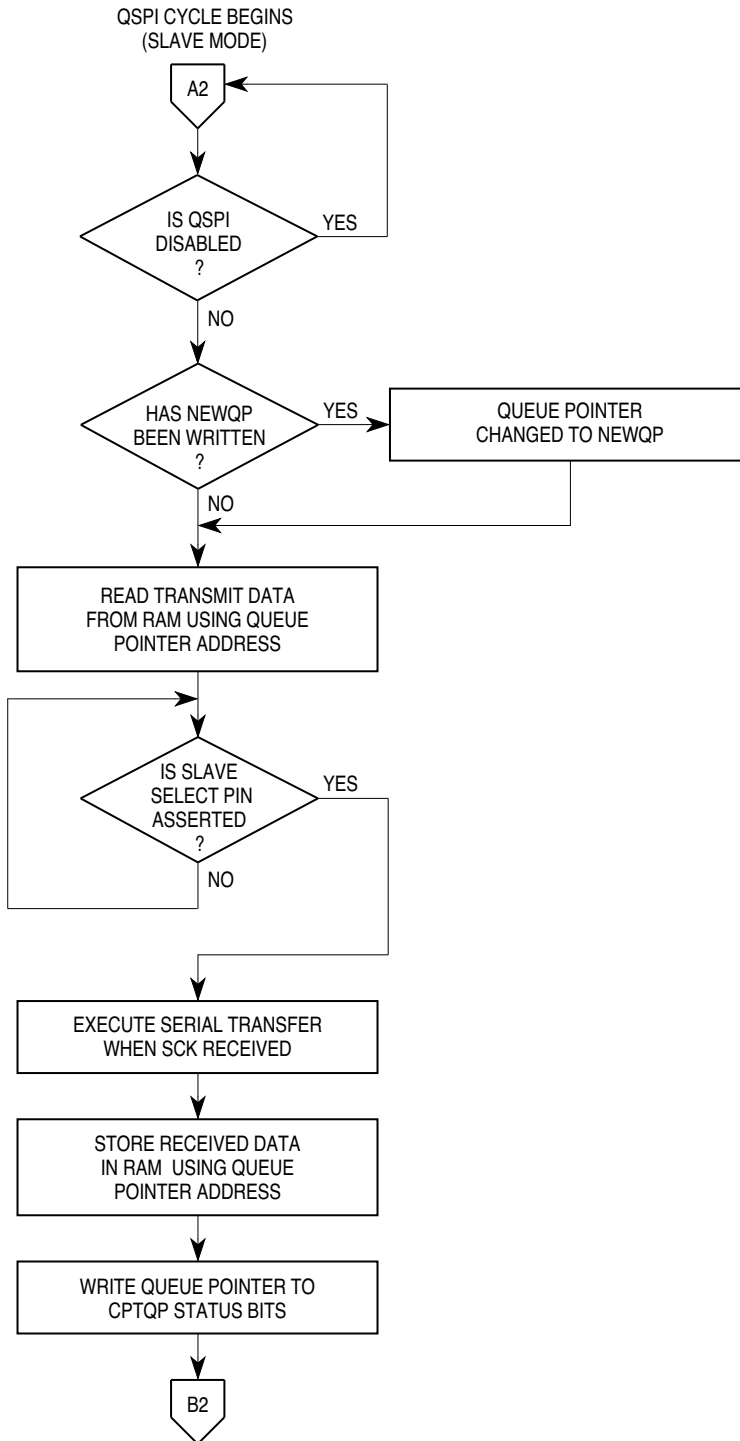 QSPI CYCLE BEGINS
(SLAVE MODE)
A2
IS QSPI
DISABLED
?
YES
NO
HAS NEWQP
BEEN WRITTEN
?
YES
QUEUE POINTER
CHANGED TO NEWQP
NO
READ TRANSMIT DATA
FROM RAM USING QUEUE
POINTER ADDRESS
IS SLAVE
SELECT PIN
ASSERTED
?
YES
NO
EXECUTE SERIAL TRANSFER
WHEN SCK RECEIVED
STORE RECEIVED DATA
IN RAM USING QUEUE
POINTER ADDRESS
WRITE QUEUE POINTER TO
CPTQP STATUS BITS
B2